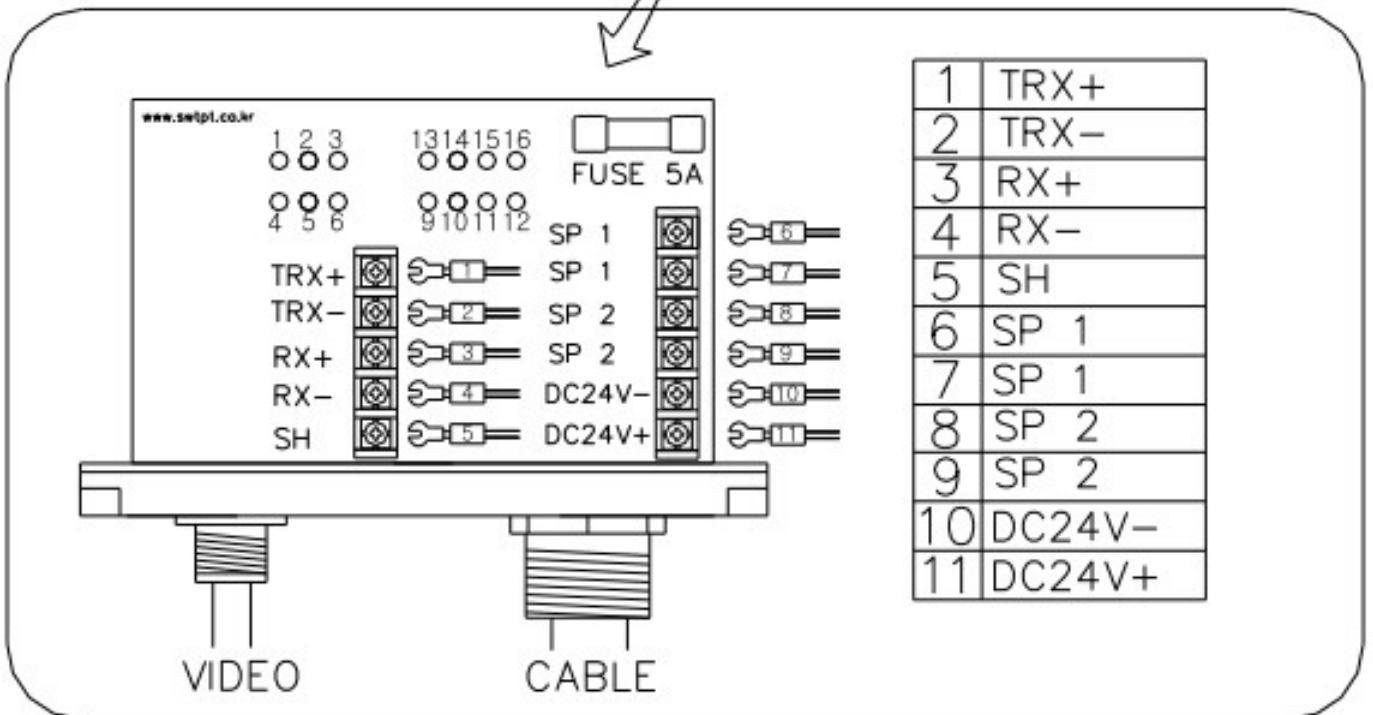 www.swtpt.co.kr
1 2 3
13 14 15 16
4 5 6
9 10 11 12
FUSE 5A
SP 1
6
TRX+
1
SP 1
7
TRX-
2
SP 2
8
RX+
3
SP 2
9
RX-
4
DC24V-
10
SH
5
DC24V+
11
VIDEO
CABLE
1 TRX+
2 TRX-
3 RX+
4 RX-
5 SH
6 SP 1
7 SP 1
8 SP 2
9 SP 2
10 DC24V-
11 DC24V+